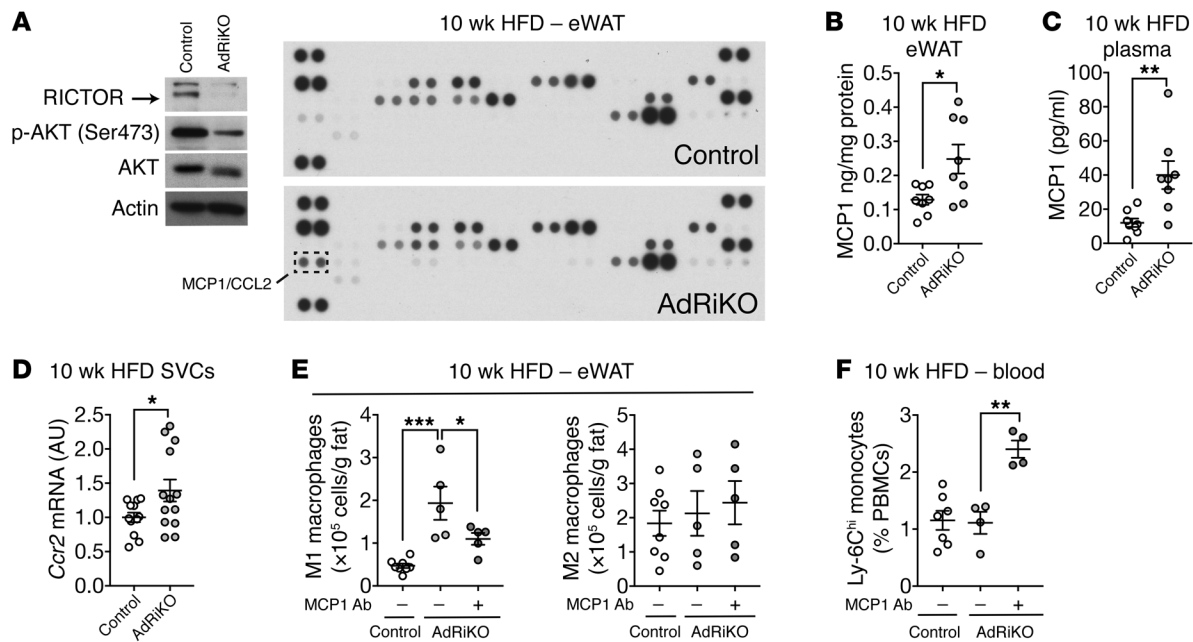 A
Control
AdRiKO
RICTOR
p-AKT (Ser473)
AKT
Actin
10 wk HFD – eWAT
Control
AdRiKO
MCP1/CCL2
B
10 wk HFD
eWAT
*
MCP1 ng/mg protein
0.5
0.4
0.3
0.2
0.1
0.0
Control
AdRiKO
C
10 wk HFD
plasma
**
MCP1 (pg/ml)
100
80
60
40
20
0
Control
AdRiKO
D
10 wk HFD SVCs
*
Ccr2 mRNA (AU)
2.5
2.0
1.5
1.0
0.5
0.0
Control
AdRiKO
E
10 wk HFD – eWAT
M1 macrophages
(×10⁵ cells/g fat)
4
3
2
1
0
*** *
MCP1 Ab – – +
Control AdRiKO
M2 macrophages
(×10⁵ cells/g fat)
5
4
3
2
1
0
MCP1 Ab – – +
Control AdRiKO
F
10 wk HFD – blood
Ly-6Cʰⁱ monocytes
(% PBMCs)
3
2
1
0
**
MCP1 Ab – – +
Control AdRiKO